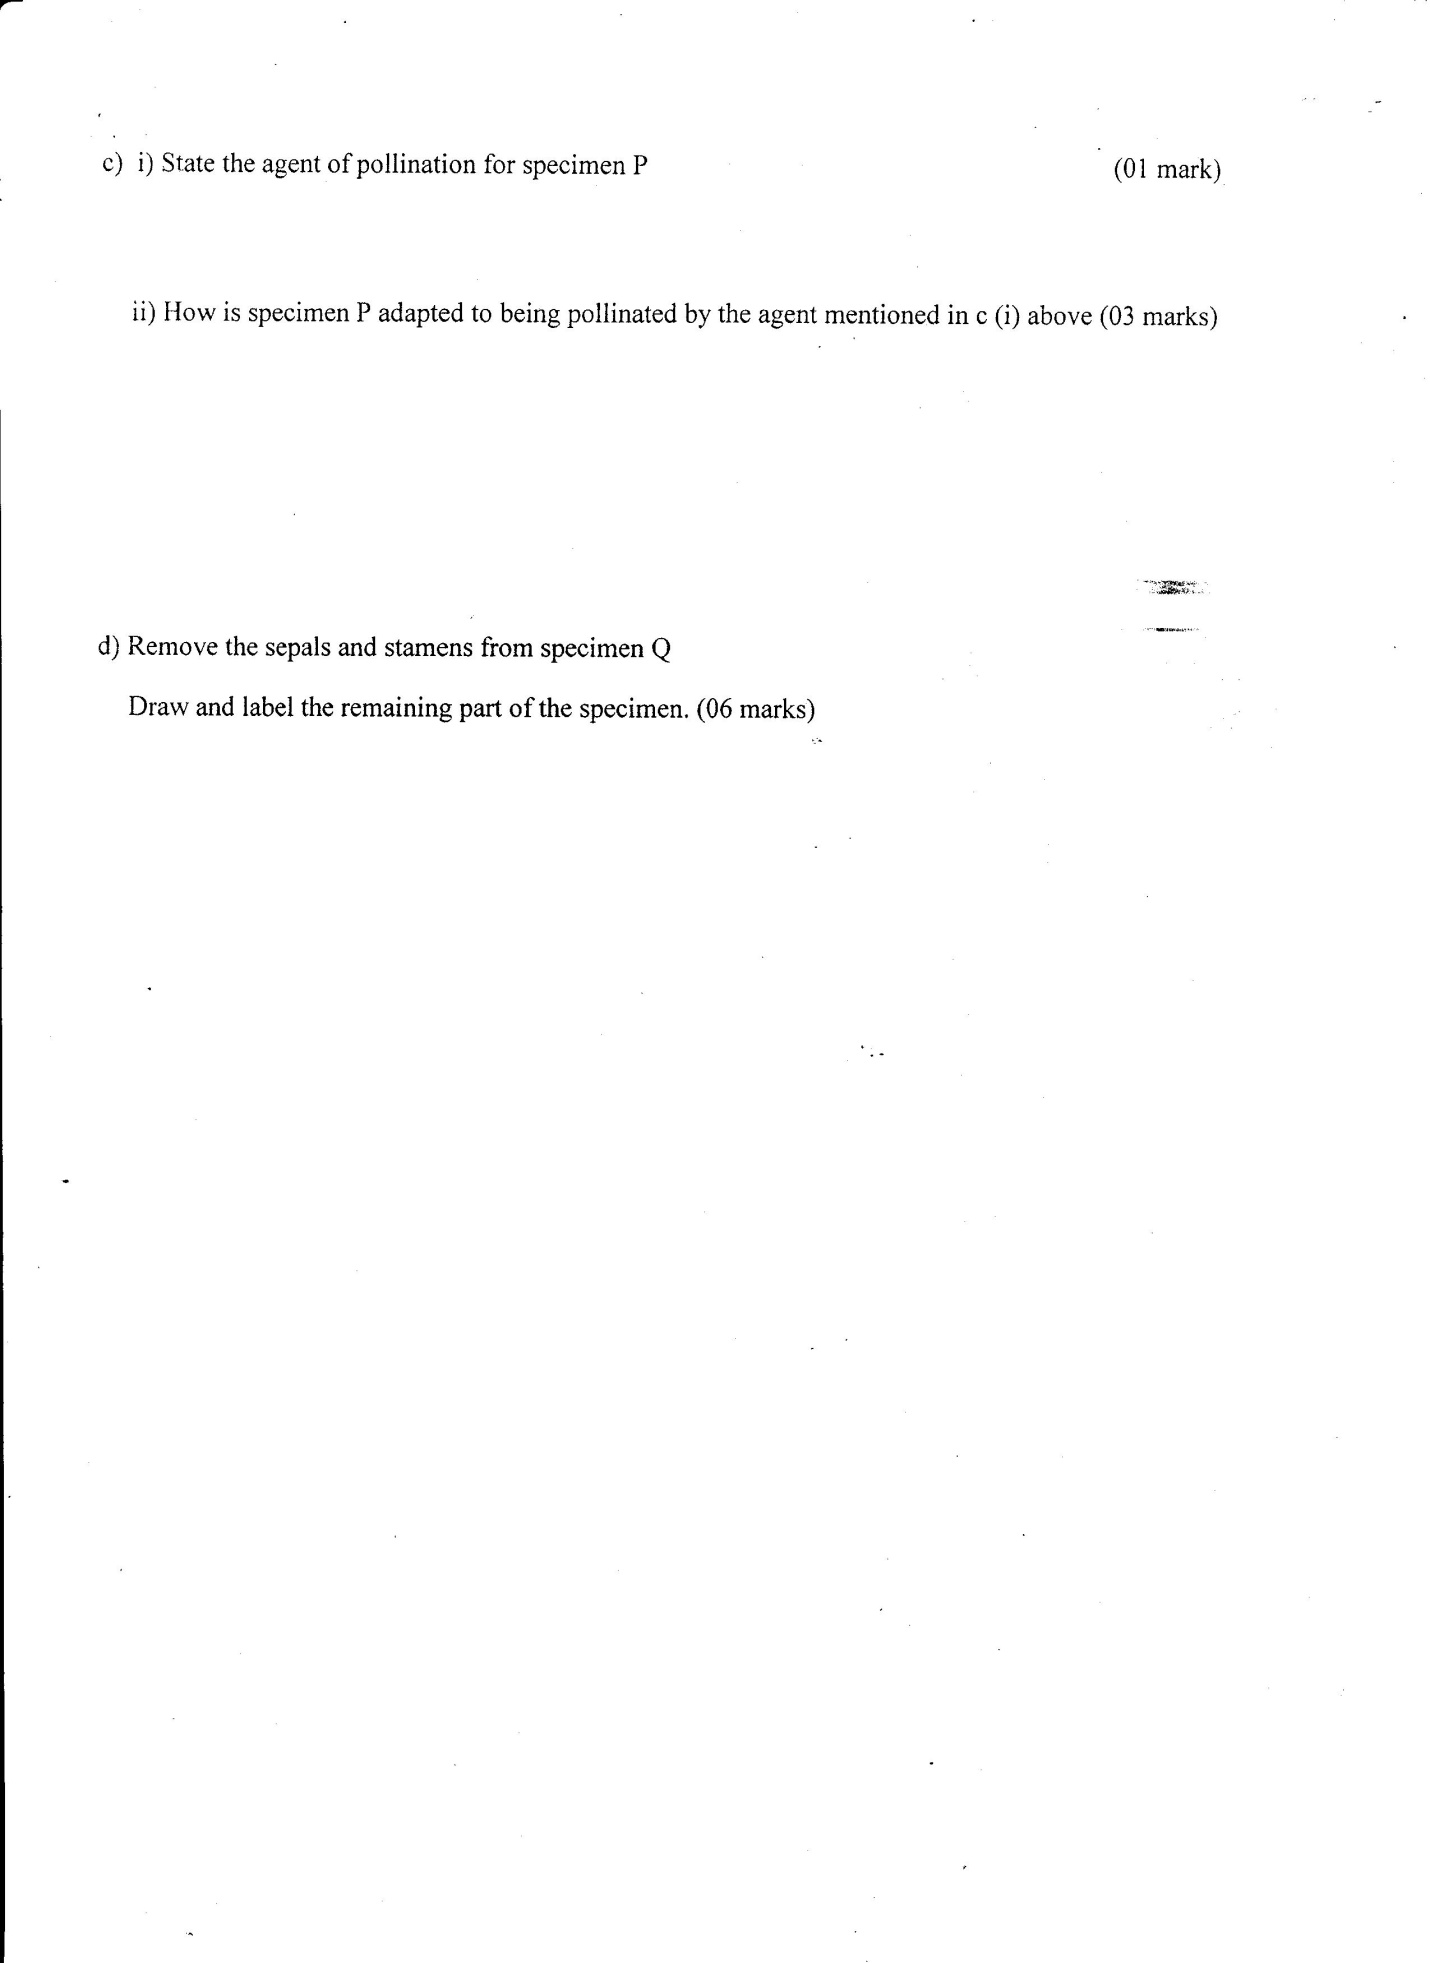 c) i) State the agent of pollination for specimen P (01 mark)
ii) How is specimen P adapted to being pollinated by the agent mentioned in c (i) above (03 marks)
d) Remove the sepals and stamens from specimen Q
Draw and label the remaining part of the specimen. (06 marks)